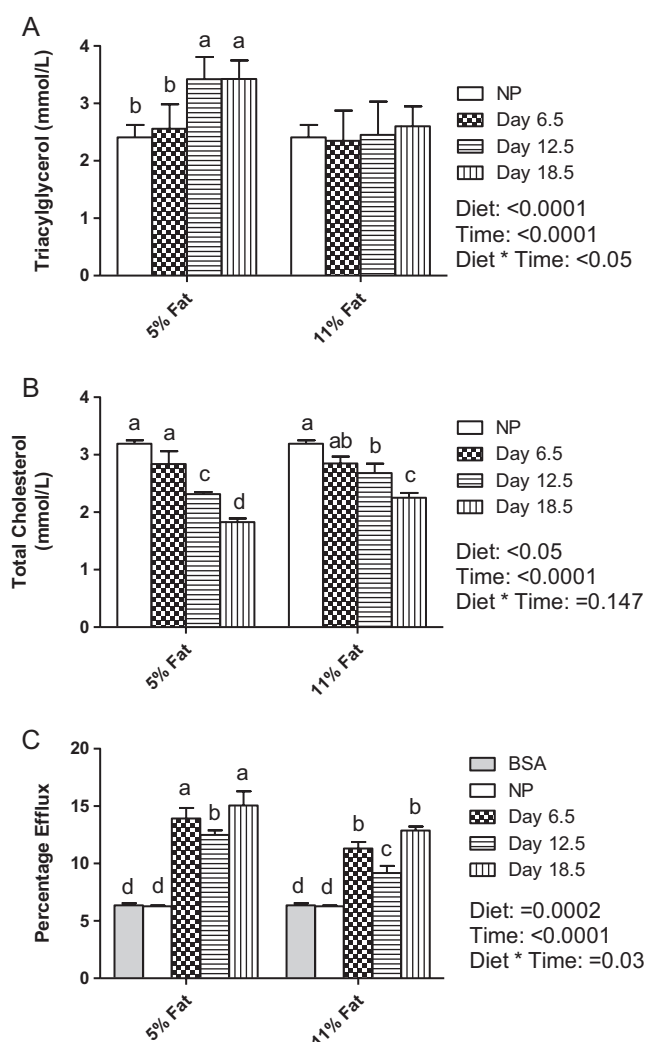 A
Triacylglycerol (mmol/L)
4
3
2
1
0
b
b
a
a
5% Fat
11% Fat
NP
Day 6.5
Day 12.5
Day 18.5
Diet: <0.0001
Time: <0.0001
Diet * Time: <0.05
B
Total Cholesterol
(mmol/L)
4
3
2
1
0
a
a
c
d
a
ab
b
c
5% Fat
11% Fat
NP
Day 6.5
Day 12.5
Day 18.5
Diet: <0.05
Time: <0.0001
Diet * Time: =0.147
C
Percentage Efflux
20
15
10
5
0
d
d
a
b
a
d
d
b
c
b
5% Fat
11% Fat
BSA
NP
Day 6.5
Day 12.5
Day 18.5
Diet: =0.0002
Time: <0.0001
Diet * Time: =0.03